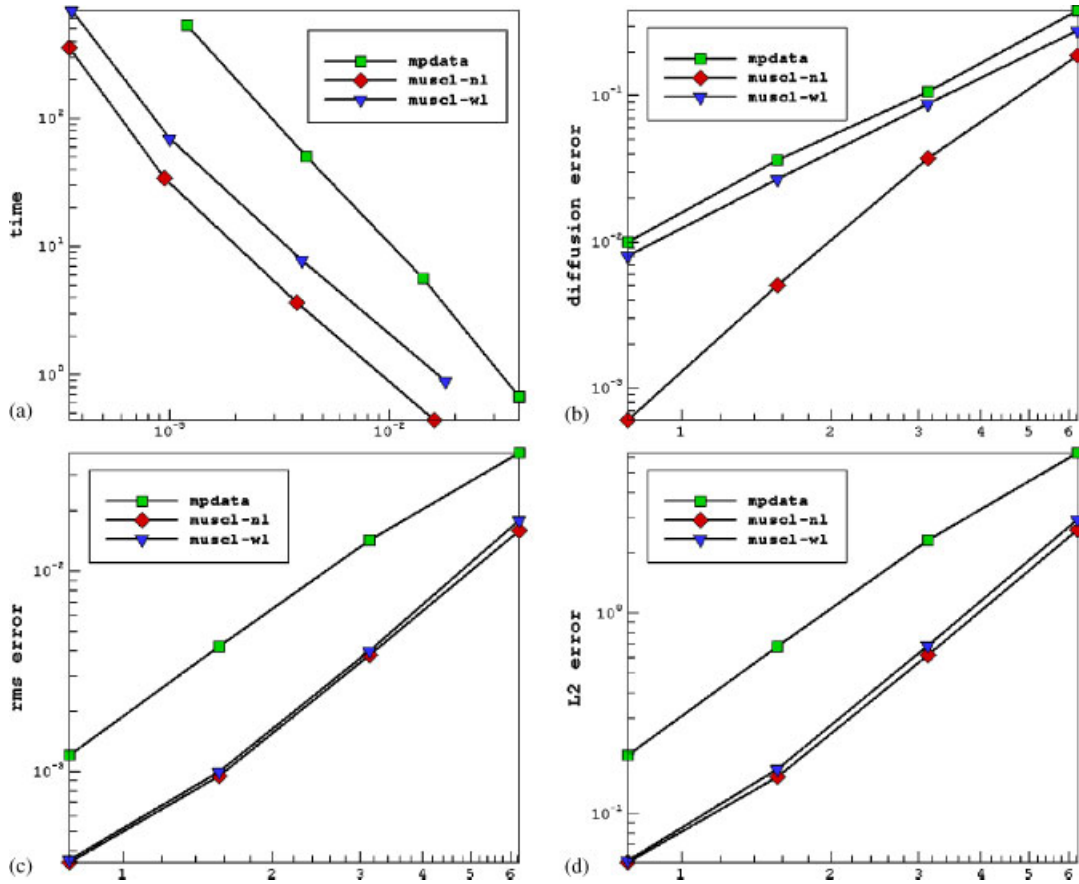 mpdata
muscl-nl
muscl-wl
time
10²
10¹
10⁰
10⁻³
10⁻²
(a)
mpdata
muscl-nl
muscl-wl
diffusion error
10⁻¹
10⁻²
10⁻³
1 2 3 4 5 6
(b)
mpdata
muscl-nl
muscl-wl
rms error
10⁻²
10⁻³
1 2 3 4 5 6
(c)
mpdata
muscl-nl
muscl-wl
L2 error
10⁰
10⁻¹
1 2 3 4 5 6
(d)